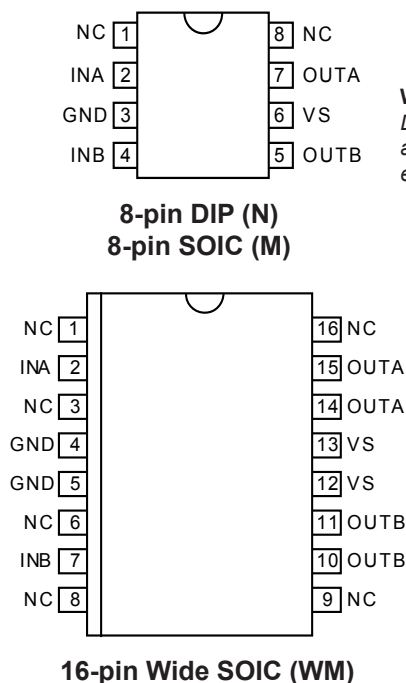 NC 1 8 NC
INA 2 7 OUTA
GND 3 6 VS
INB 4 5 OUTB
8-pin DIP (N)
8-pin SOIC (M)
NC 1 16 NC
INA 2 15 OUTA
NC 3 14 OUTA
GND 4 13 VS
GND 5 12 VS
NC 6 11 OUTB
INB 7 10 OUTB
NC 8 9 NC
16-pin Wide SOIC (WM)